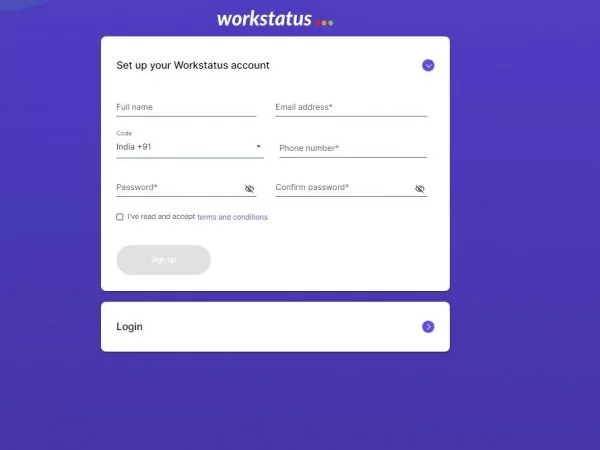 workstatus
Set up your Workstatus account
Full name
Email address*
Code
India +91
Phone number*
Password*
Confirm password*
I've read and accept terms and conditions
Sign up
Login